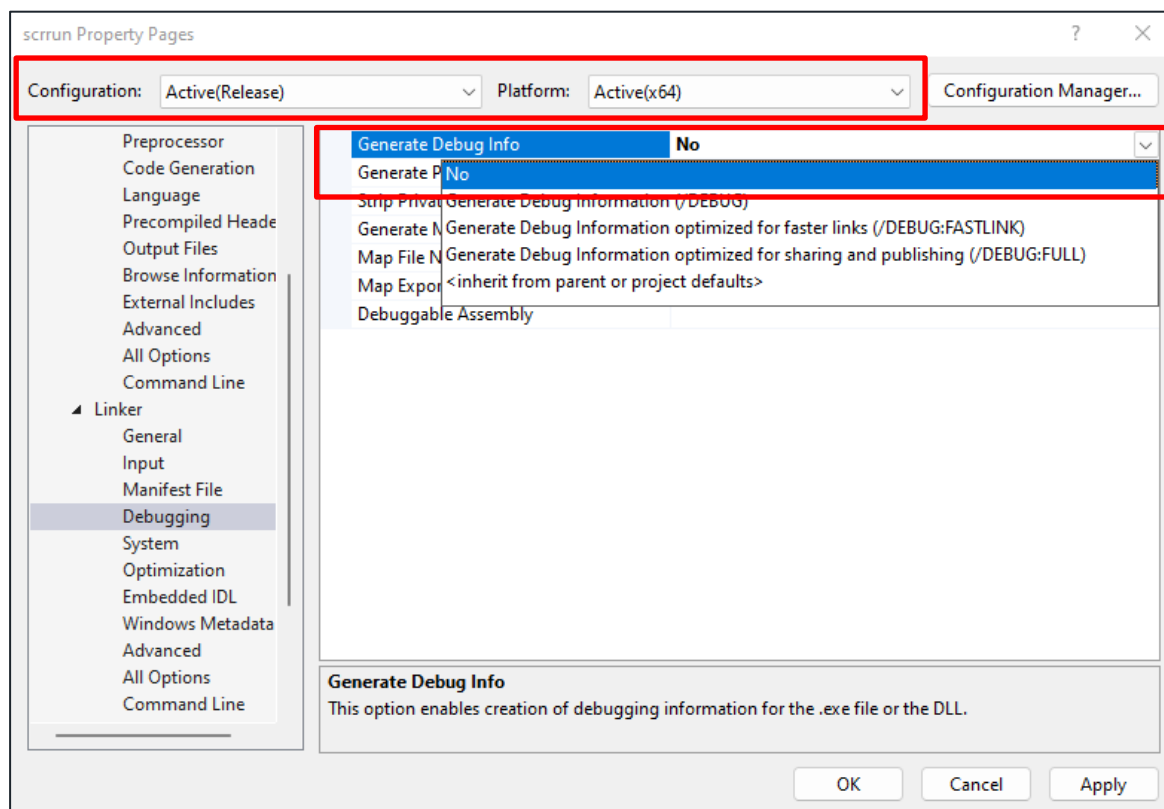 scrrun Property Pages
?
Configuration: Active(Release) Platform: Active(x64) Configuration Manager...
Preprocessor
Code Generation
Language
Precompiled Heade
Output Files
Browse Information
External Includes
Advanced
All Options
Command Line
Linker
General
Input
Manifest File
Debugging
System
Optimization
Embedded IDL
Windows Metadata
Advanced
All Options
Command Line
Generate Debug Info No
Generate P
No
Strip Privat
Generate Debug Information (/DEBUG)
Generate M
Generate Debug Information optimized for faster links (/DEBUG:FASTLINK)
Map File N
Generate Debug Information optimized for sharing and publishing (/DEBUG:FULL)
Map Expor
<inherit from parent or project defaults>
Debuggable Assembly
Generate Debug Info
This option enables creation of debugging information for the .exe file or the DLL.
OK Cancel Apply